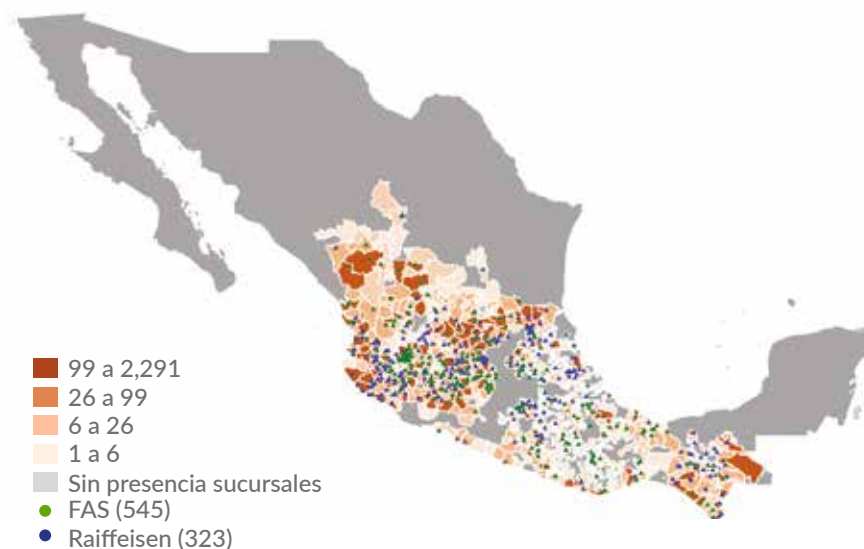 99 a 2,291
26 a 99
6 a 26
1 a 6
Sin presencia sucursales
FAS (545)
Raiffeisen (323)